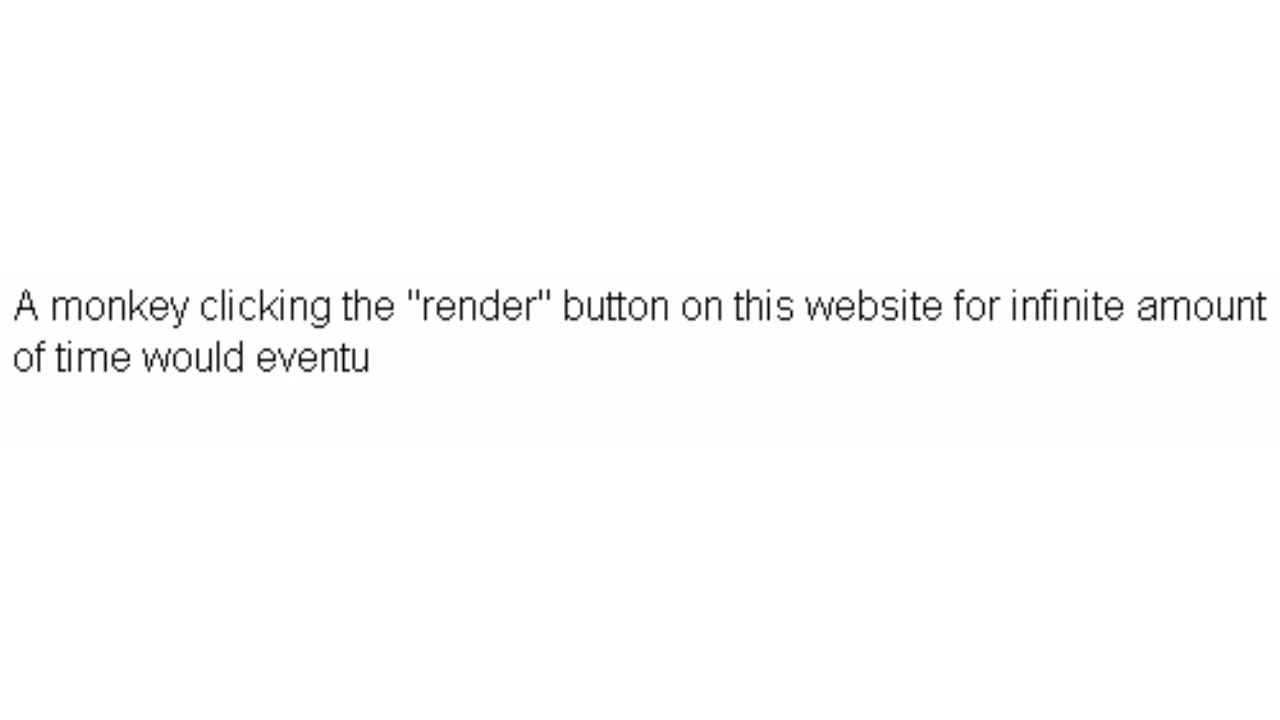 A monkey clicking the "render" button on this website for infinite amount
of time would eventu